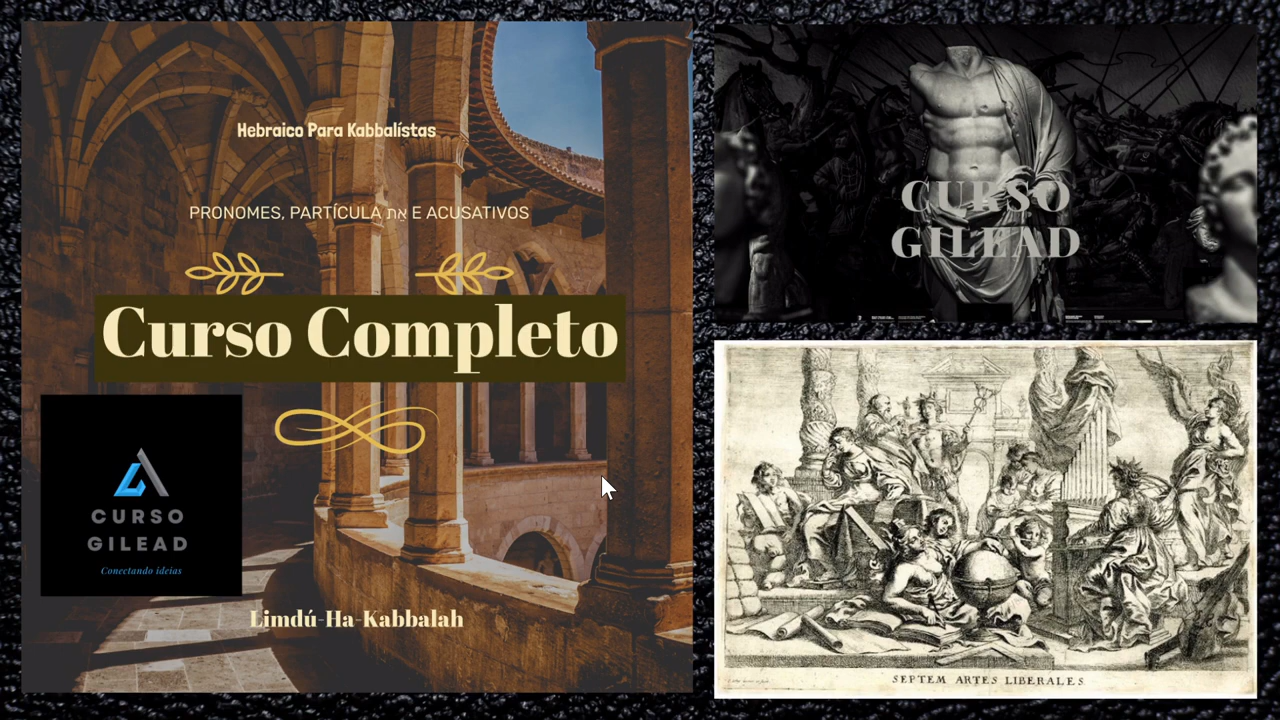 Hebraico Para Kabbalístas
PRONOMES, PARTÍCULA את E ACUSATIVOS
Curso Completo
CURSO
GILEAD
Conectando ideias
Limdú-Ha-Kabbalah
CURSO
GILEAD
SEPTEM ARTES LIBERALES